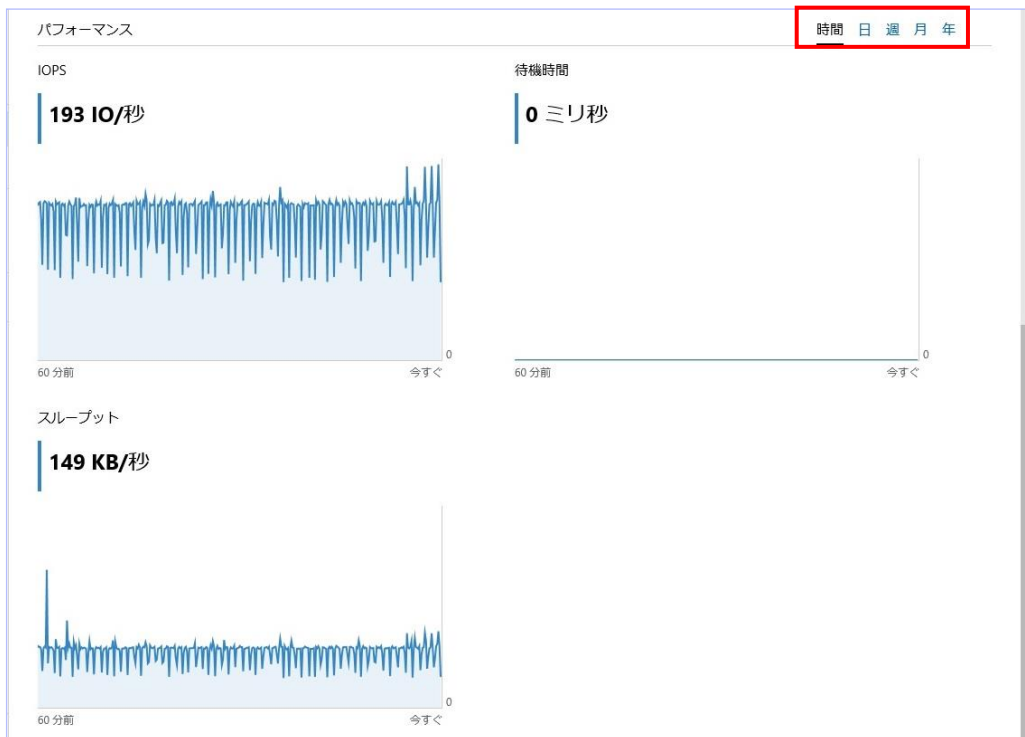 パフォーマンス
時間 日 週 月 年
IOPS
待機時間
193 IO/秒
0 ミリ秒
0
0
60 分前
今すぐ
60 分前
今すぐ
スループット
149 KB/秒
0
60 分前
今すぐ